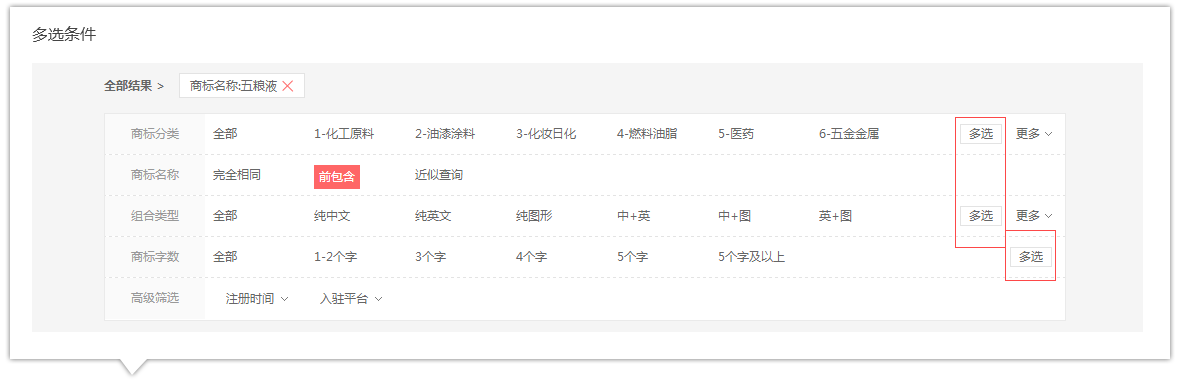 多选条件
全部结果 > 商标名称:五粮液
商标分类 全部 1-化工原料 2-油漆涂料 3-化妆日化 4-燃料油脂 5-医药 6-五金金属 多选 更多
商标名称 完全相同 前包含 近似查询
组合类型 全部 纯中文 纯英文 纯图形 中+英 中+图 英+图 多选 更多
商标字数 全部 1-2个字 3个字 4个字 5个字 5个字及以上 多选
高级筛选 注册时间 入驻平台